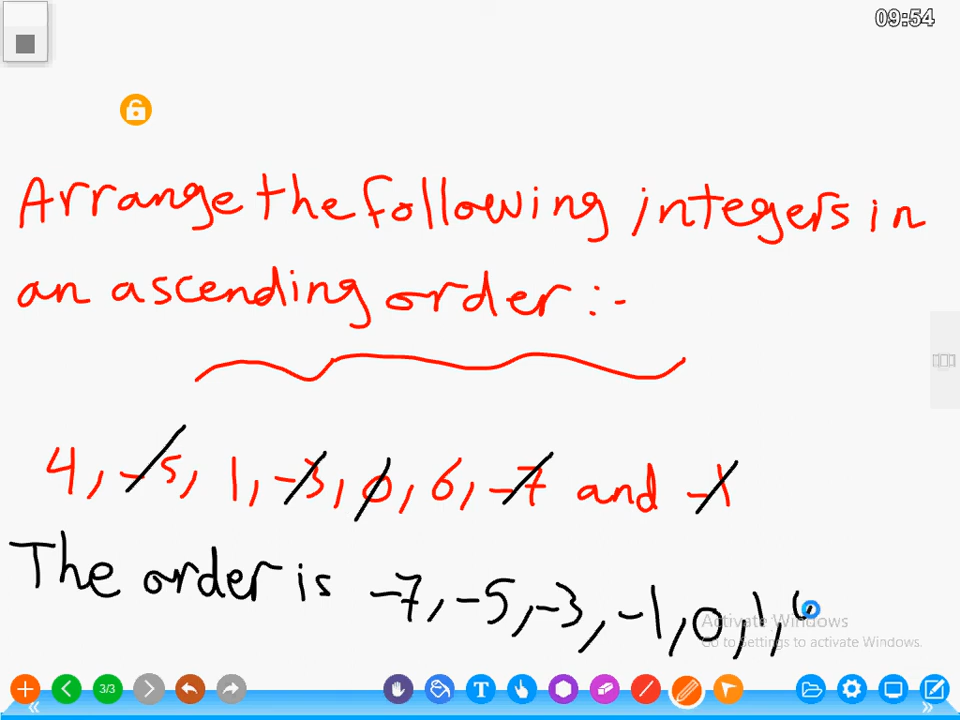 09:54
Arrange the following integers in
an ascending order :-
4, -5, 1, -3, 0, 6, -7 and -1
The order is -7, -5, -3, -1, 0, 1,
Activate Windows
Go to Settings to activate Windows.
3/3
T